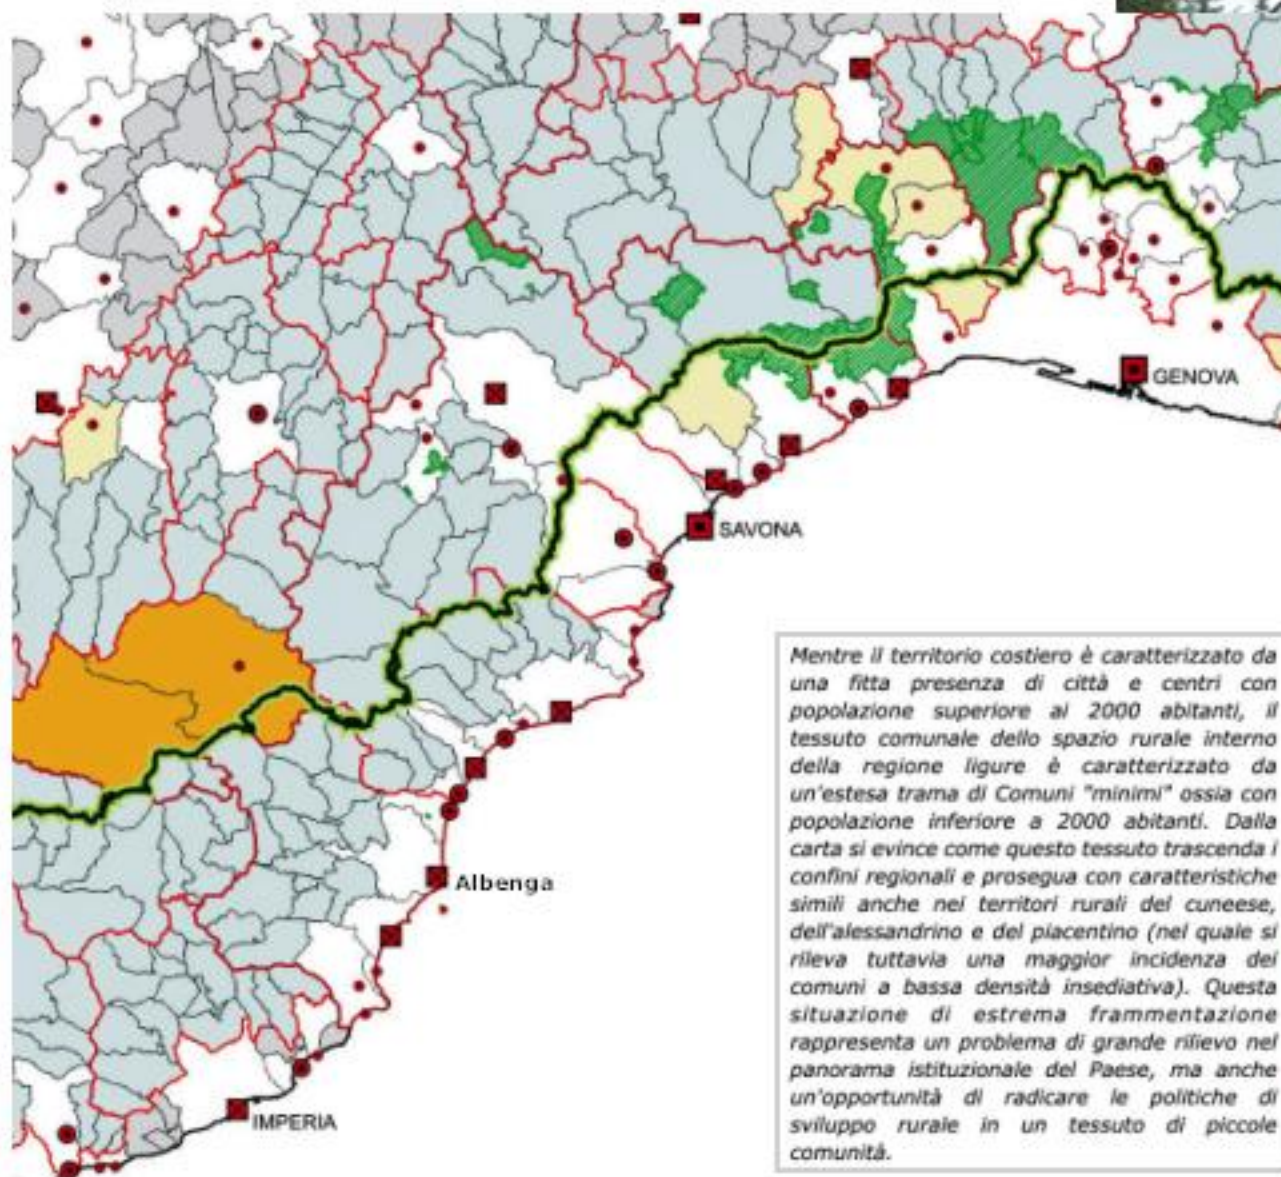 GENOVA
SAVONA
Mentre il territorio costiero è caratterizzato da
una fitta presenza di città e centri con
popolazione superiore ai 2000 abitanti, il
tessuto comunale dello spazio rurale interno
della regione ligure è caratterizzato da
un'estesa trama di Comuni "minimi" ossia con
popolazione inferiore a 2000 abitanti. Dalla
carta si evince come questo tessuto trascenda i
confini regionali e prosegua con caratteristiche
simili anche nei territori rurali del cuneese,
dell'alessandrino e del piacentino (nel quale si
rileva tuttavia una maggior incidenza dei
comuni a bassa densità insediativa). Questa
situazione di estrema frammentazione
rappresenta un problema di grande rilievo nel
panorama istituzionale del Paese, ma anche
un'opportunità di radicare le politiche di
sviluppo rurale in un tessuto di piccole
comunità.
Albenga
IMPERIA